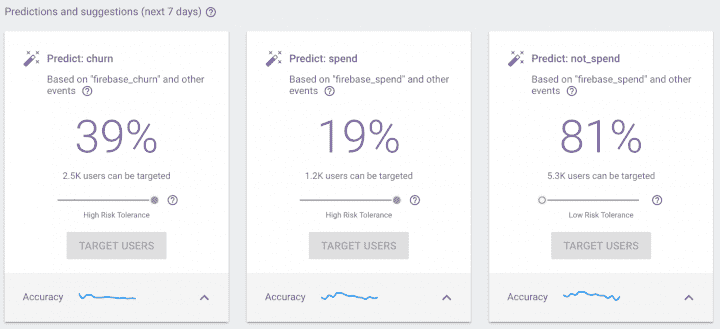 Predictions and suggestions (next 7 days) ?
Predict: churn
Based on "firebase_churn" and other
events ?
39%
2.5K users can be targeted
?
High Risk Tolerance
TARGET USERS
Accuracy
Predict: spend
Based on "firebase_spend" and other
events ?
19%
1.2K users can be targeted
?
High Risk Tolerance
TARGET USERS
Accuracy
Predict: not_spend
Based on "firebase_spend" and other
events ?
81%
5.3K users can be targeted
?
Low Risk Tolerance
TARGET USERS
Accuracy